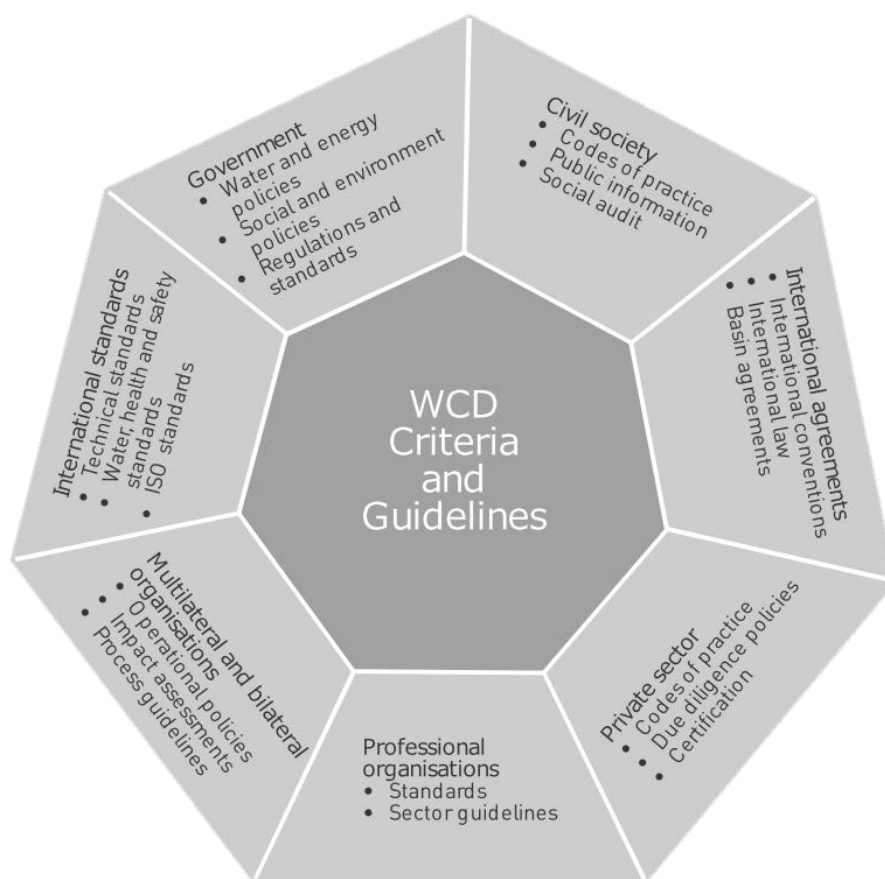 WCD
Criteria
and
Guidelines
Government
• Water and energy
policies
• Social and environment
policies
• Regulations and
standards
Civil society
• Codes of practice
• Public information
• Social audit
International agreements
• International conventions
• International law
• Basin agreements
Private sector
• Codes of practice
• Due diligence policies
• Certification
Professional
organisations
• Standards
• Sector guidelines
Multilateral and bilateral
organisations
• Operational policies
• Impact assessments
• Process guidelines
International standards
• Technical standards
• Water, health and safety
standards
• ISO standards